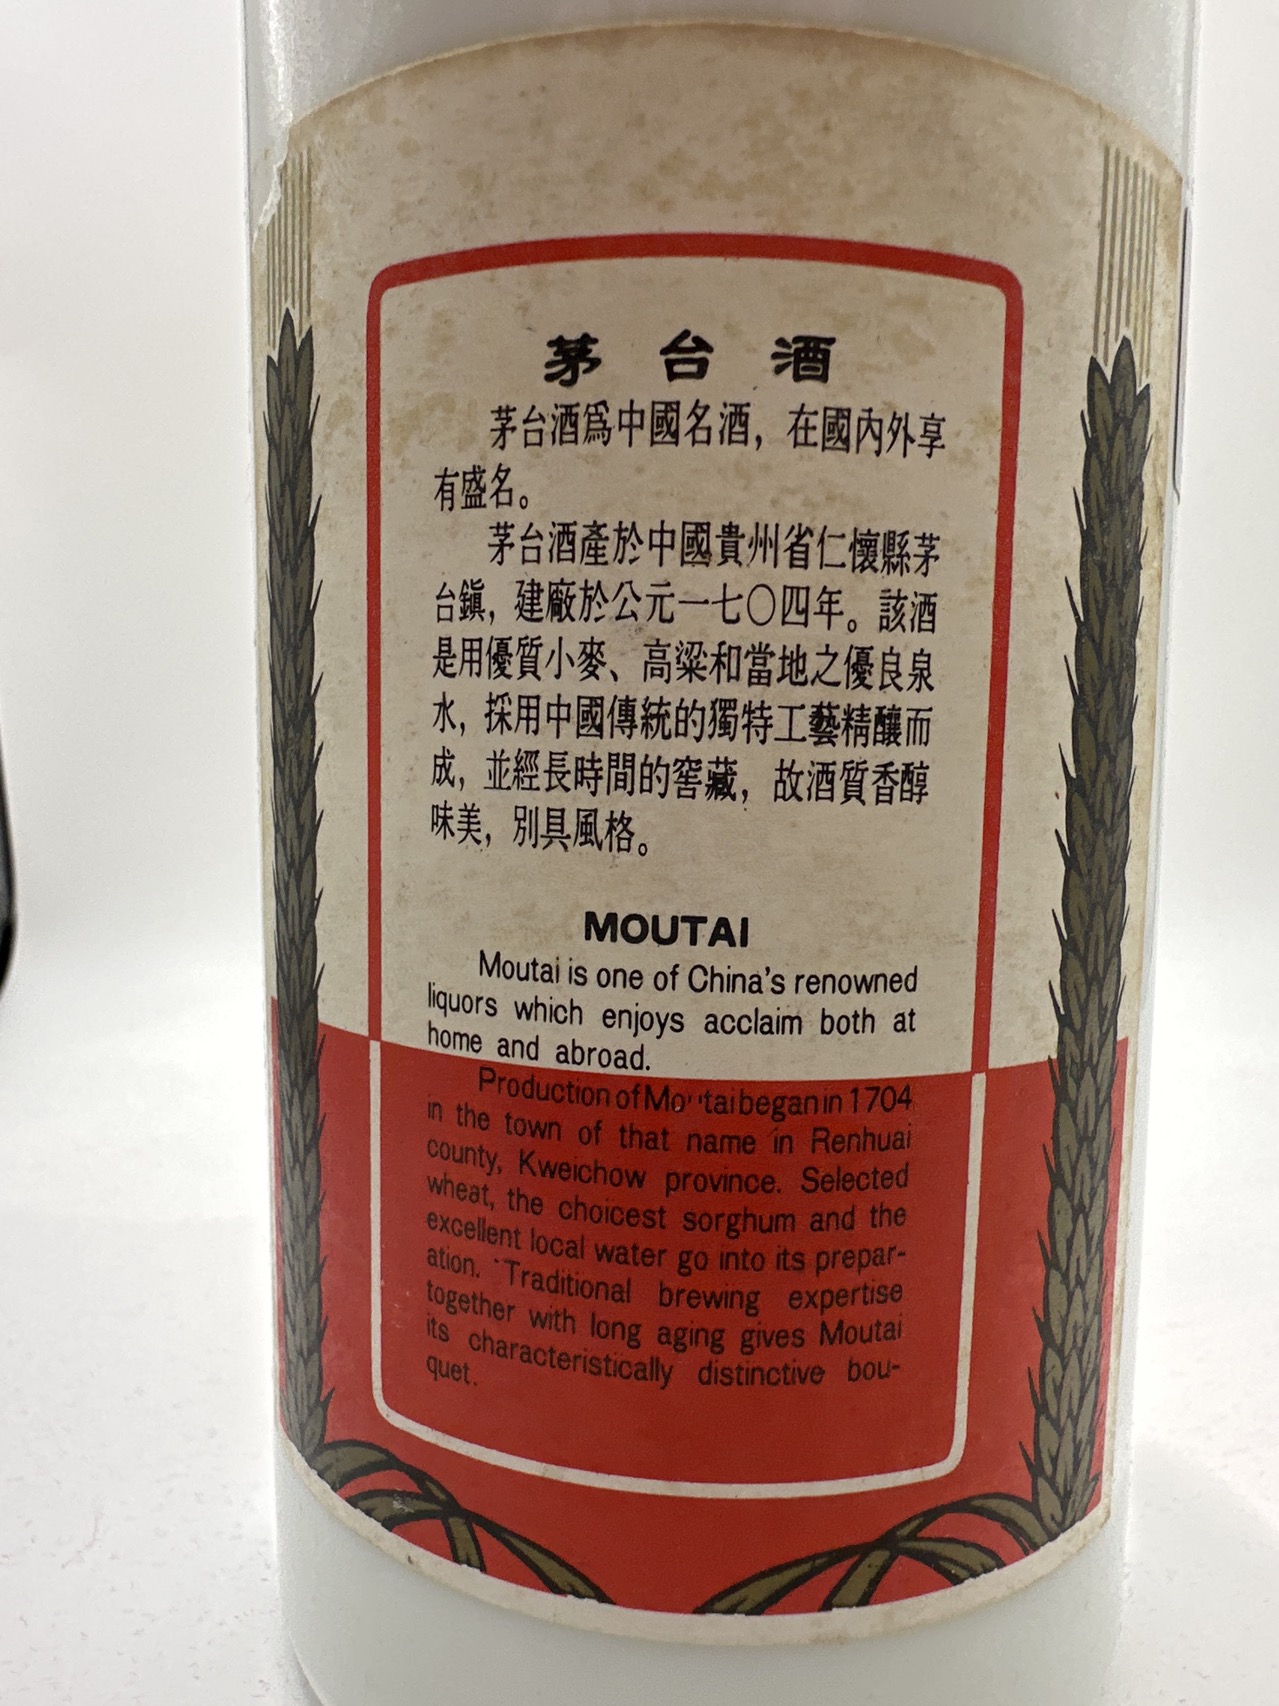 茅台酒
茅台酒爲中國名酒，在國內外享
有盛名。
茅台酒產於中國貴州省仁懷縣茅
台鎭，建廠於公元一七〇四年。該酒
是用優質小麥、高粱和當地之優良泉
水，採用中國傳統的獨特工藝精釀而
成，並經長時間的窖藏，故酒質香醇
味美，別具風格。
MOUTAI
Moutai is one of China's renowned
liquors which enjoys acclaim both at
home and abroad.
Production of Moutai began in 1704
in the town of that name in Renhuai
county, Kweichow province. Selected
wheat, the choicest sorghum and the
excellent local water go into its prepar-
ation. Traditional brewing expertise
together with long aging gives Moutai
its characteristically distinctive bou-
quet.